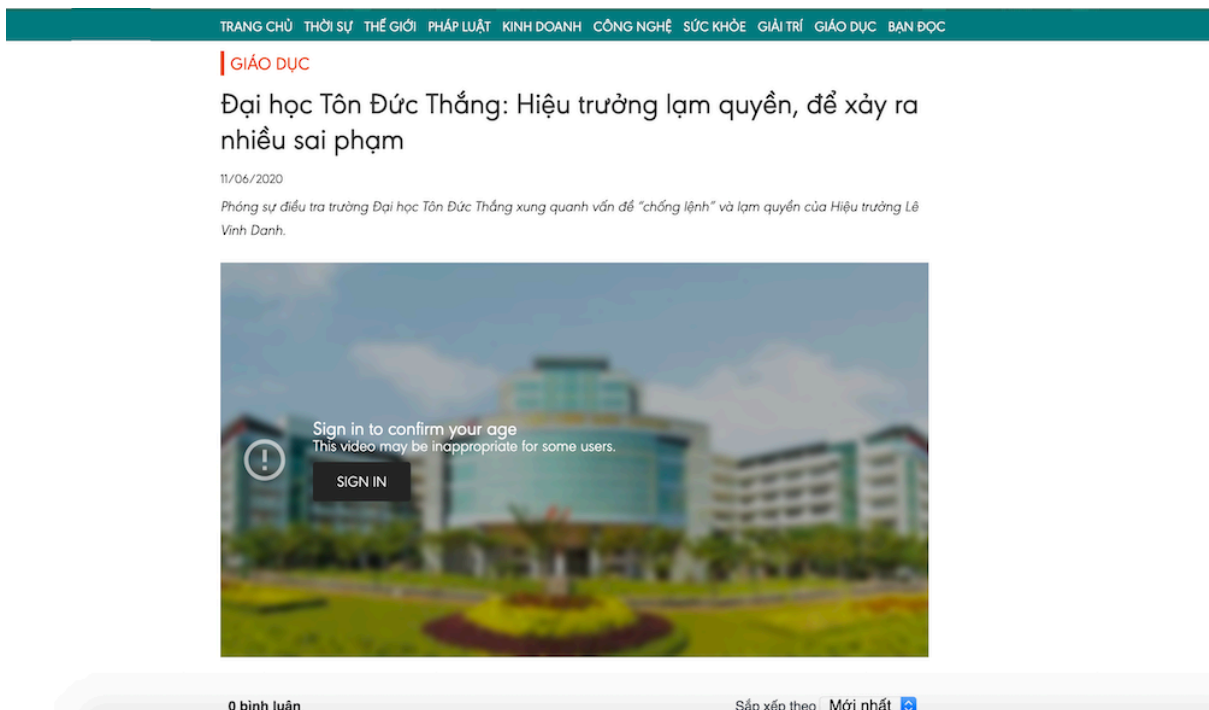 TRANG CHỦ THỜI SỰ THẾ GIỚI PHÁP LUẬT KINH DOANH CÔNG NGHỆ SỨC KHỎE GIẢI TRÍ GIÁO DỤC BẠN ĐỌC
GIÁO DỤC
Đại học Tôn Đức Thắng: Hiệu trưởng lạm quyền, để xảy ra
nhiều sai phạm
11/06/2020
Phóng sự điều tra trường Đại học Tôn Đức Thắng xung quanh vấn đề “chống lệnh” và lạm quyền của Hiệu trưởng Lê
Vinh Danh.
Sign in to confirm your age
This video may be inappropriate for some users.
SIGN IN
0 bình luận Sắp xếp theo Mới nhất